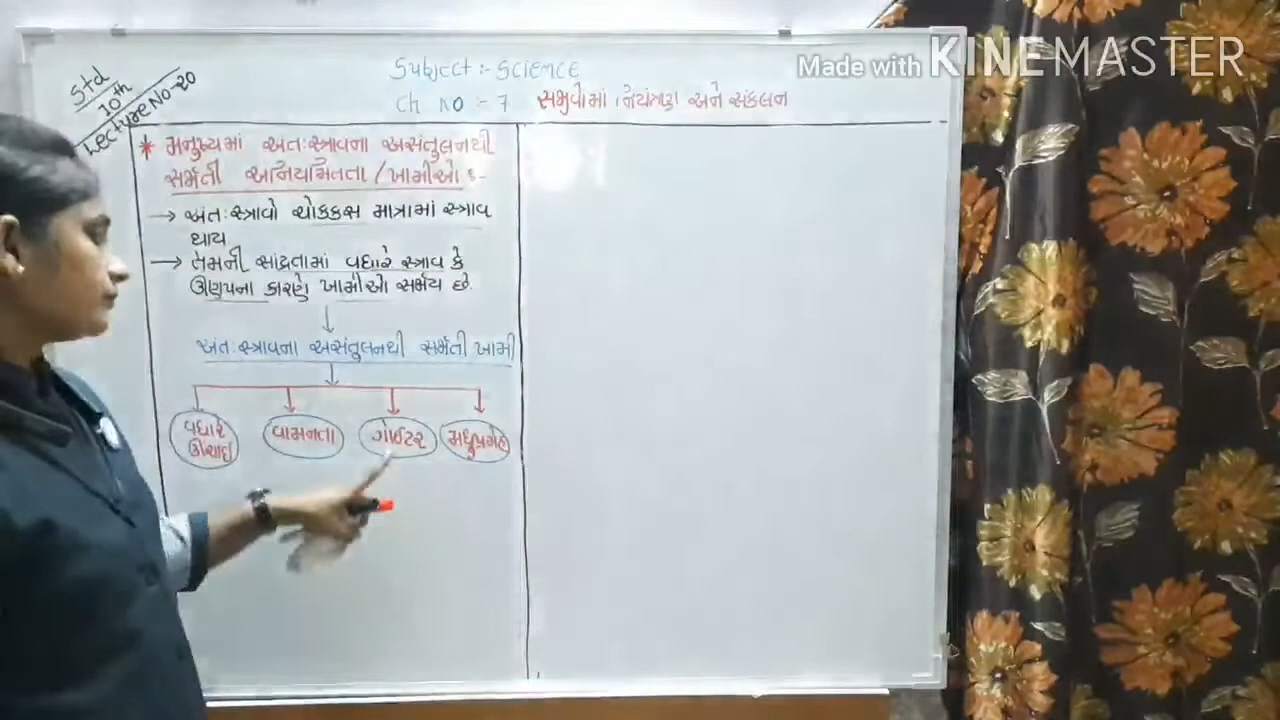 Made with KINEMASTER
Std
10th
Lecture No-20
Subject :- Science
Ch No :- 7 સજીવોમાં નિયંત્રણ અને સંકલન
* મનુષ્યમાં અંતઃસ્ત્રાવના અસંતુલનથી
સર્જાતી અનિયમિતતા / ખામીઓ :-
→ અંતઃસ્ત્રાવો ચોકકસ માત્રામાં સ્ત્રાવ
થાય
→ તેમની સાંદ્રતામાં વધારે સ્ત્રાવ કે
ઊણપના કારણે ખામીઓ સર્જાય છે.
અંતઃસ્ત્રાવના અસંતુલનથી સર્જાતી ખામી
વધારે ઊંચાઈ
વામનતા
ગોઈટર
મધુપ્રમેહ